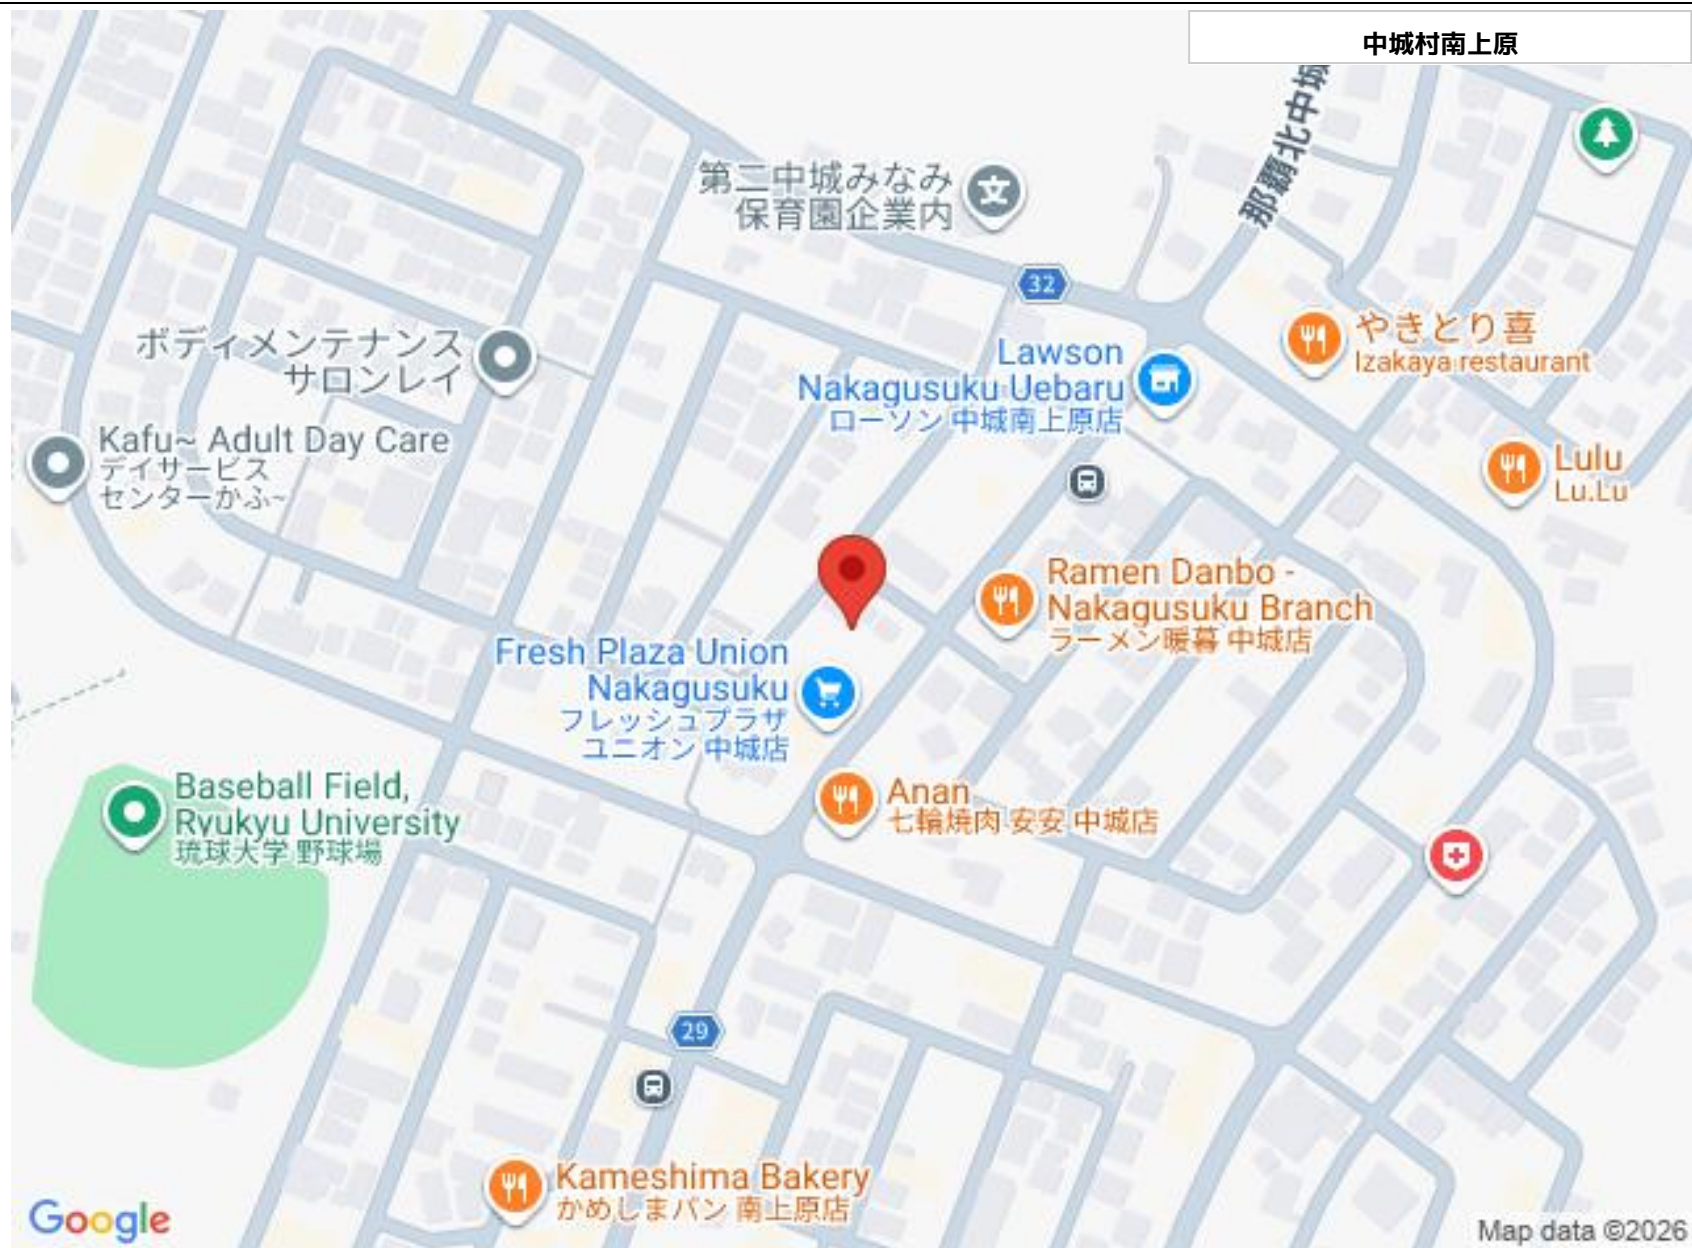 中城村南上原
那覇北中城
第二中城みなみ
保育園企業内
32
やきとり喜
Izakaya restaurant
ボディメンテナンス
サロンレイ
Lawson
Nakagusuku Uebaru
ローソン 中城南上原店
Kafu~ Adult Day Care
デイサービス
センターかふ~
Lulu
Lu.Lu
Ramen Danbo -
Nakagusuku Branch
ラーメン暖暮 中城店
Fresh Plaza Union
Nakagusuku
フレッシュプラザ
ユニオン 中城店
Baseball Field,
Ryukyu University
琉球大学 野球場
Anan
七輪焼肉 安安 中城店
29
Kameshima Bakery
かめしまパン 南上原店
Google
Map data ©2026